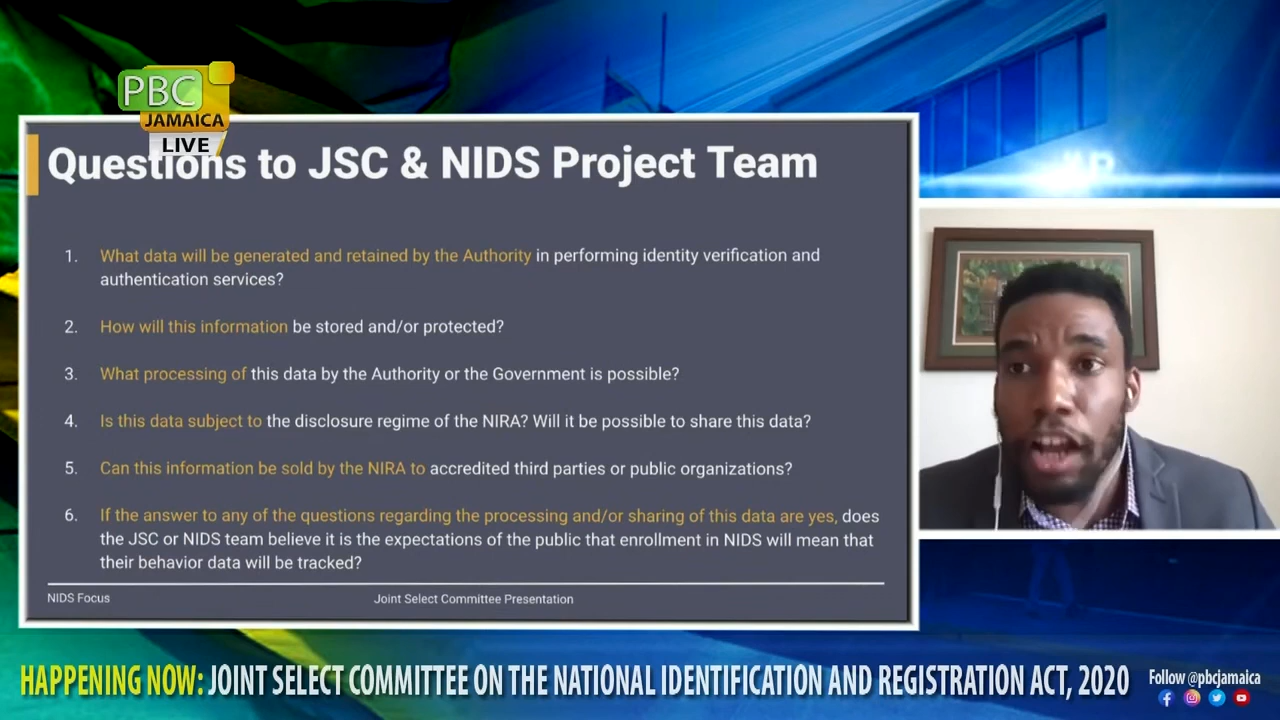 PBC
JAMAICA
LIVE
Questions to JSC & NIDS Project Team
1. What data will be generated and retained by the Authority in performing identity verification and
authentication services?
2. How will this information be stored and/or protected?
3. What processing of this data by the Authority or the Government is possible?
4. Is this data subject to the disclosure regime of the NIRA? Will it be possible to share this data?
5. Can this information be sold by the NIRA to accredited third parties or public organizations?
6. If the answer to any of the questions regarding the processing and/or sharing of this data are yes, does
the JSC or NIDS team believe it is the expectations of the public that enrollment in NIDS will mean that
their behavior data will be tracked?
NIDS Focus
Joint Select Committee Presentation
HAPPENING NOW: JOINT SELECT COMMITTEE ON THE NATIONAL IDENTIFICATION AND REGISTRATION ACT, 2020
Follow @pbcjamaica